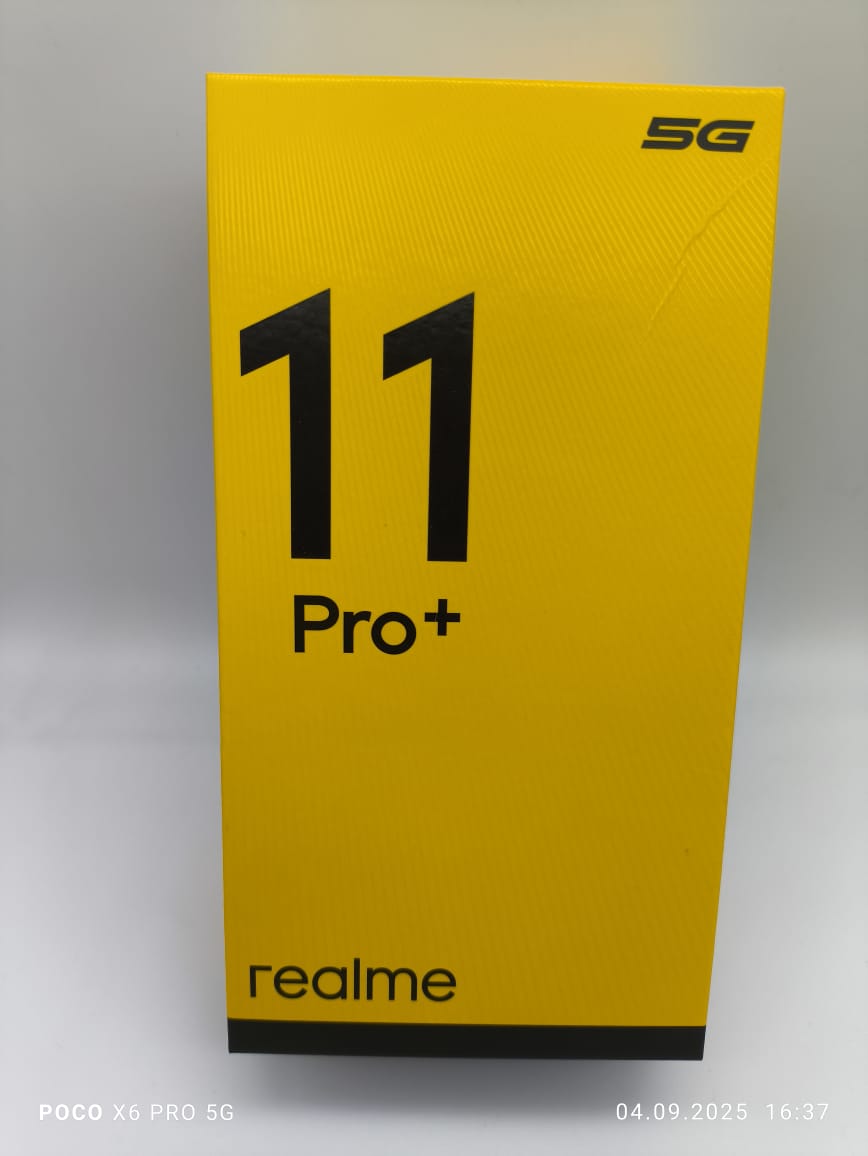 5G
11
Pro+
realme
POCO X6 PRO 5G
04.09.2025 16:37